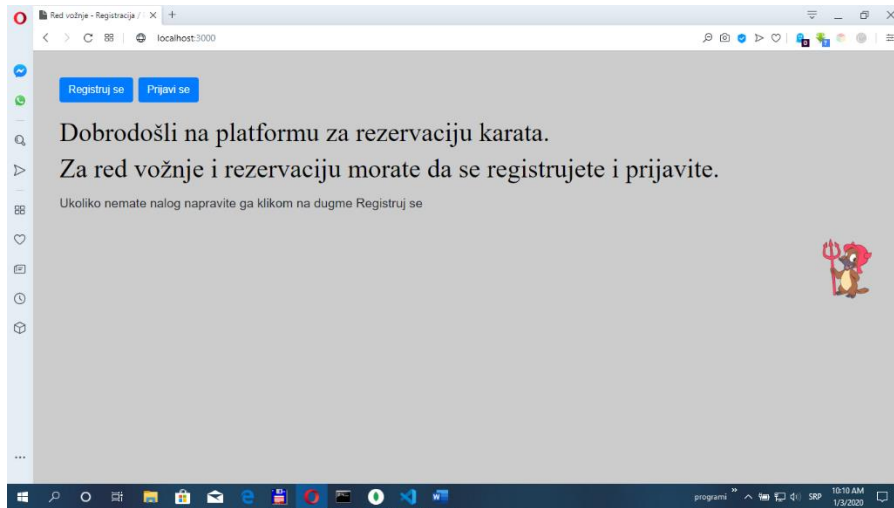 Red vožnje - Registracija /
localhost:3000
Registruj se
Prijavi se
Dobrodošli na platformu za rezervaciju karata.
Za red vožnje i rezervaciju morate da se registrujete i prijavite.
Ukoliko nemate nalog napravite ga klikom na dugme Registruj se
programi
SRP
10:10 AM
1/3/2020